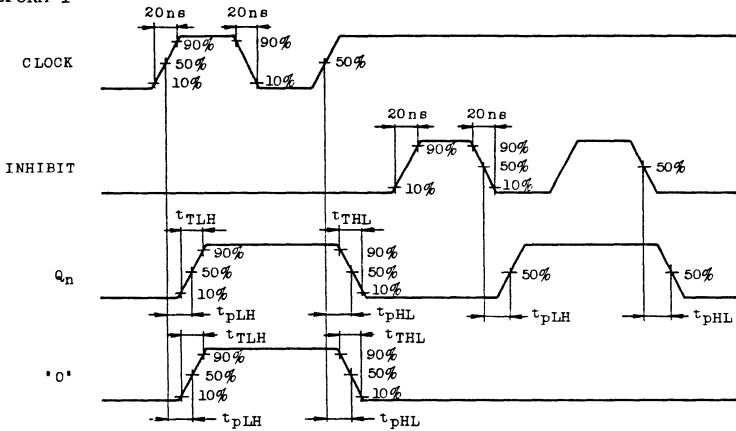 20ns 20ns
90% 90%
CLOCK 50% 50%
10% 10%
20ns 20ns
90% 90%
INHIBIT 50% 50%
10% 10%
tTLH tTHL
90% 90%
Qn 50% 50% 50% 50%
10% 10%
tpLH tpHL tpLH tpHL
tTLH tTHL
90% 90%
"0" 50% 50%
10% 10%
tpLH tpHL